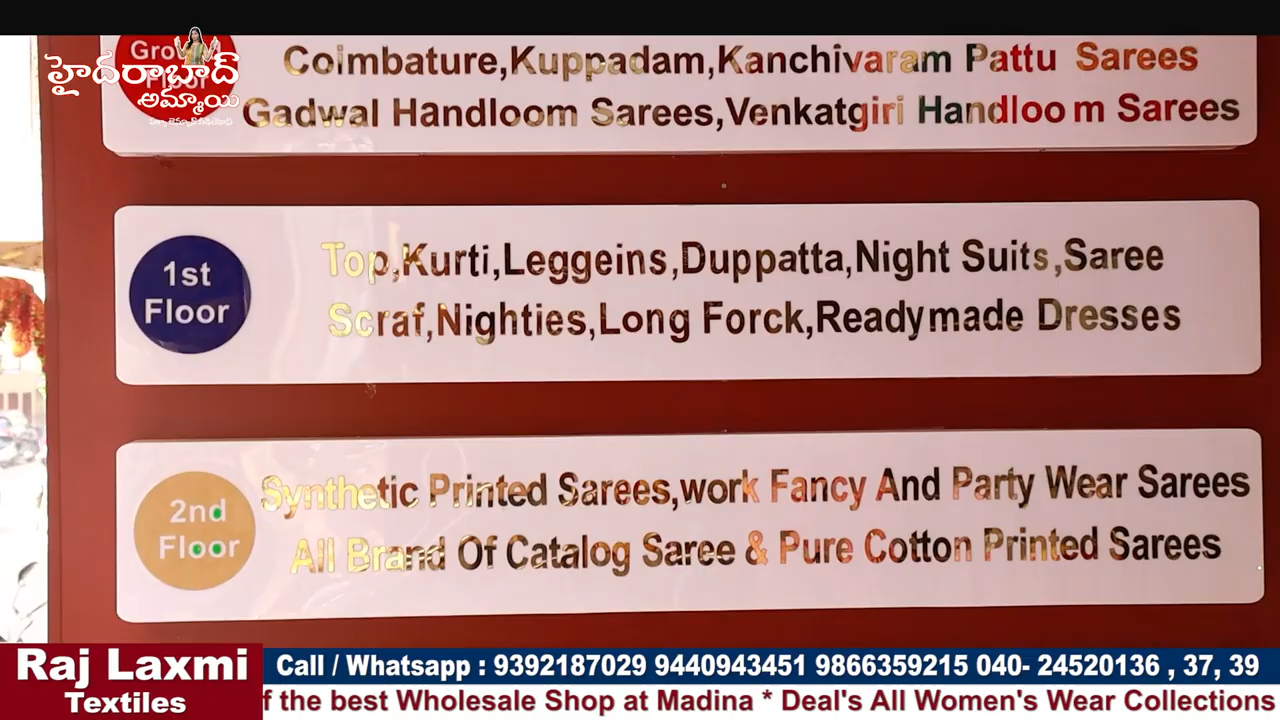 Floor
హైదరాబాద్
అమ్మాయి
Coimbature,Kuppadam,Kanchivaram Pattu Sarees
Gadwal Handloom Sarees,Venkatgiri Handloom Sarees
1st
Floor
Top,Kurti,Leggeins,Duppatta,Night Suits,Saree
Scraf,Nighties,Long Forck,Readymade Dresses
2nd
Floor
Synthetic Printed Sarees,work Fancy And Party Wear Sarees
All Brand Of Catalog Saree & Pure Cotton Printed Sarees
Raj Laxmi
Textiles
Call / Whatsapp : 9392187029 9440943451 9866359215 040- 24520136 , 37, 39
f the best Wholesale Shop at Madina * Deal's All Women's Wear Collections